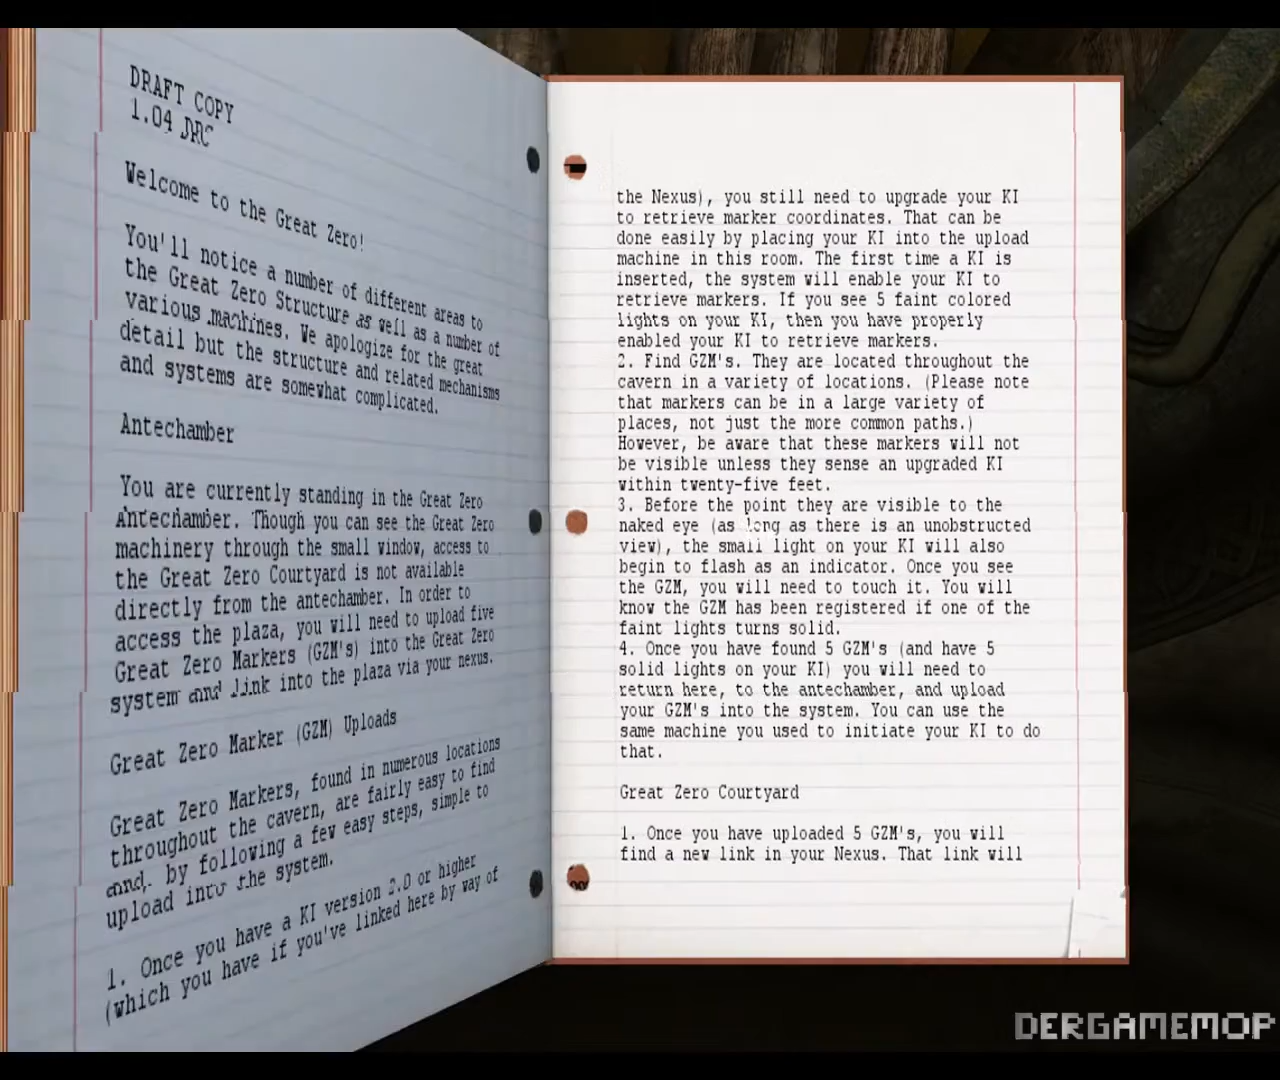 DRAFT COPY
1.04 DRC
Welcome to the Great Zero!
You'll notice a number of different areas to
the Great Zero Structure as well as a number of
various machines. We apologize for the great
detail but the structure and related mechanisms
and systems are somewhat complicated.
Antechamber
You are currently standing in the Great Zero
Antechamber. Though you can see the Great Zero
machinery through the small window, access to
the Great Zero Courtyard is not available
directly from the antechamber. In order to
access the plaza, you will need to upload five
Great Zero Markers (GZM's) into the Great Zero
system and link into the plaza via your nexus.
Great Zero Marker (GZM) Uploads
Great Zero Markers, found in numerous locations
throughout the cavern, are fairly easy to find
and, by following a few easy steps, simple to
upload into the system.
1. Once you have a KI version 2.0 or higher
(which you have if you've linked here by way of
the Nexus), you still need to upgrade your KI
to retrieve marker coordinates. That can be
done easily by placing your KI into the upload
machine in this room. The first time a KI is
inserted, the system will enable your KI to
retrieve markers. If you see 5 faint colored
lights on your KI, then you have properly
enabled your KI to retrieve markers.
2. Find GZM's. They are located throughout the
cavern in a variety of locations. (Please note
that markers can be in a large variety of
places, not just the more common paths.)
However, be aware that these markers will not
be visible unless they sense an upgraded KI
within twenty-five feet.
3. Before the point they are visible to the
naked eye (as long as there is an unobstructed
view), the small light on your KI will also
begin to flash as an indicator. Once you see
the GZM, you will need to touch it. You will
know the GZM has been registered if one of the
faint lights turns solid.
4. Once you have found 5 GZM's (and have 5
solid lights on your KI) you will need to
return here, to the antechamber, and upload
your GZM's into the system. You can use the
same machine you used to initiate your KI to do
that.
Great Zero Courtyard
1. Once you have uploaded 5 GZM's, you will
find a new link in your Nexus. That link will
DERGAMEMOP